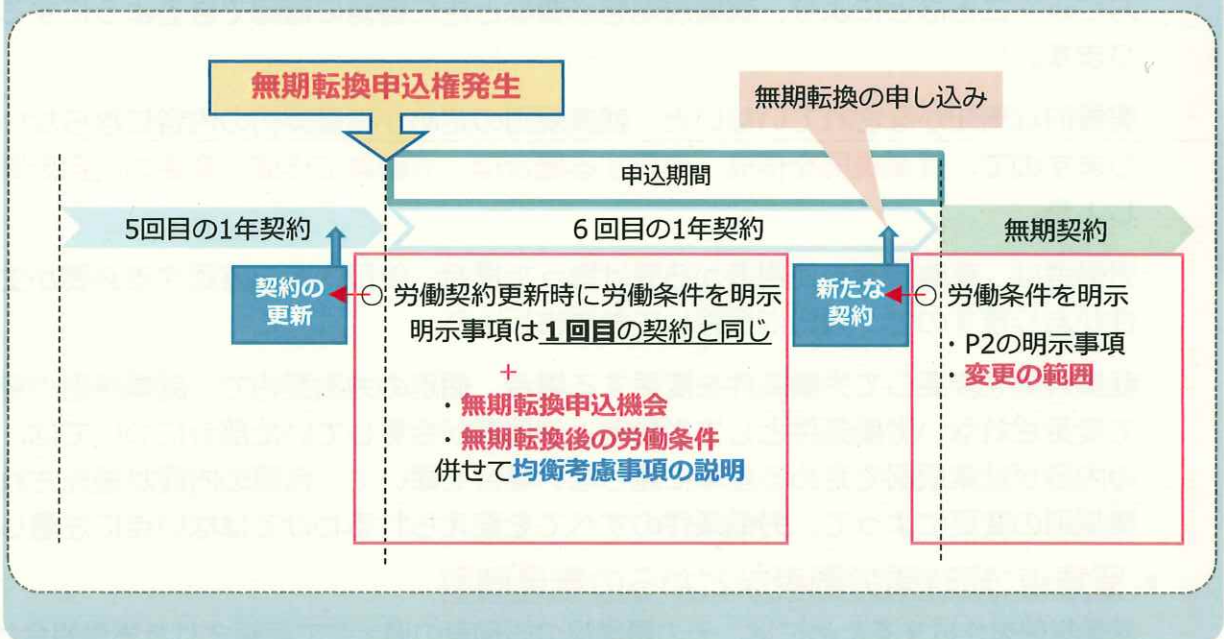 無期転換申込権発生
無期転換の申し込み
申込期間
5回目の1年契約
6回目の1年契約
無期契約
契約の
更新
○ 労働契約更新時に労働条件を明示
明示事項は１回目の契約と同じ
＋
・無期転換申込機会
・無期転換後の労働条件
併せて均衡考慮事項の説明
新たな
契約
○ 労働条件を明示
・P2の明示事項
・変更の範囲